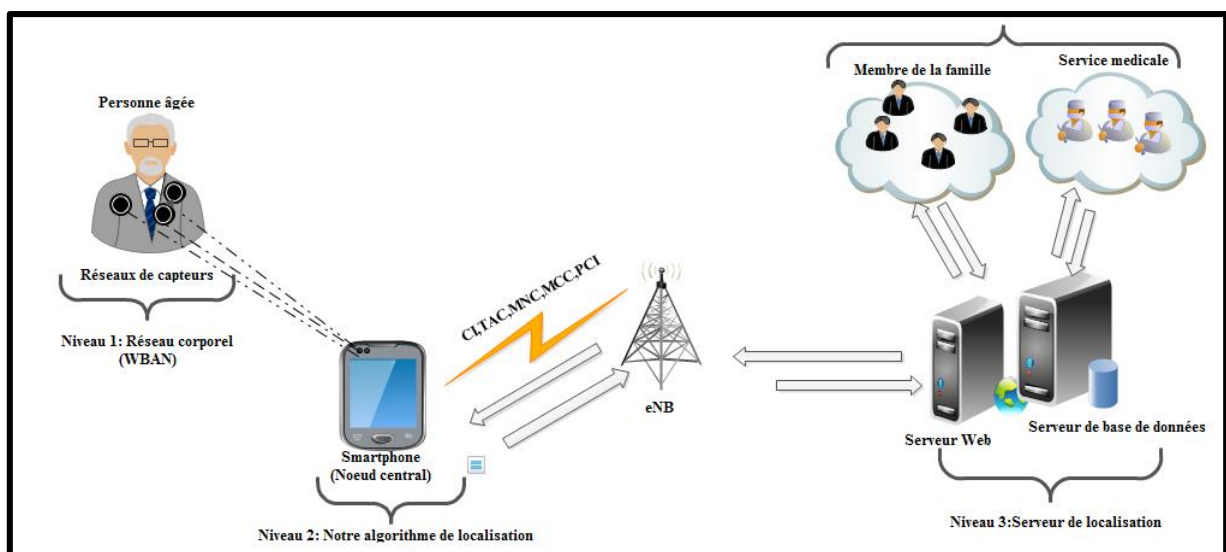 Membre de la famille
Service medicale
Personne âgée
Réseaux de capteurs
Niveau 1: Réseau corporel
(WBAN)
CI,TAC,MNC,MCC,PCI
eNB
Smartphone
(Noeud central)
Niveau 2: Notre algorithme de localisation
Serveur Web
Serveur de base de données
Niveau 3:Serveur de localisation